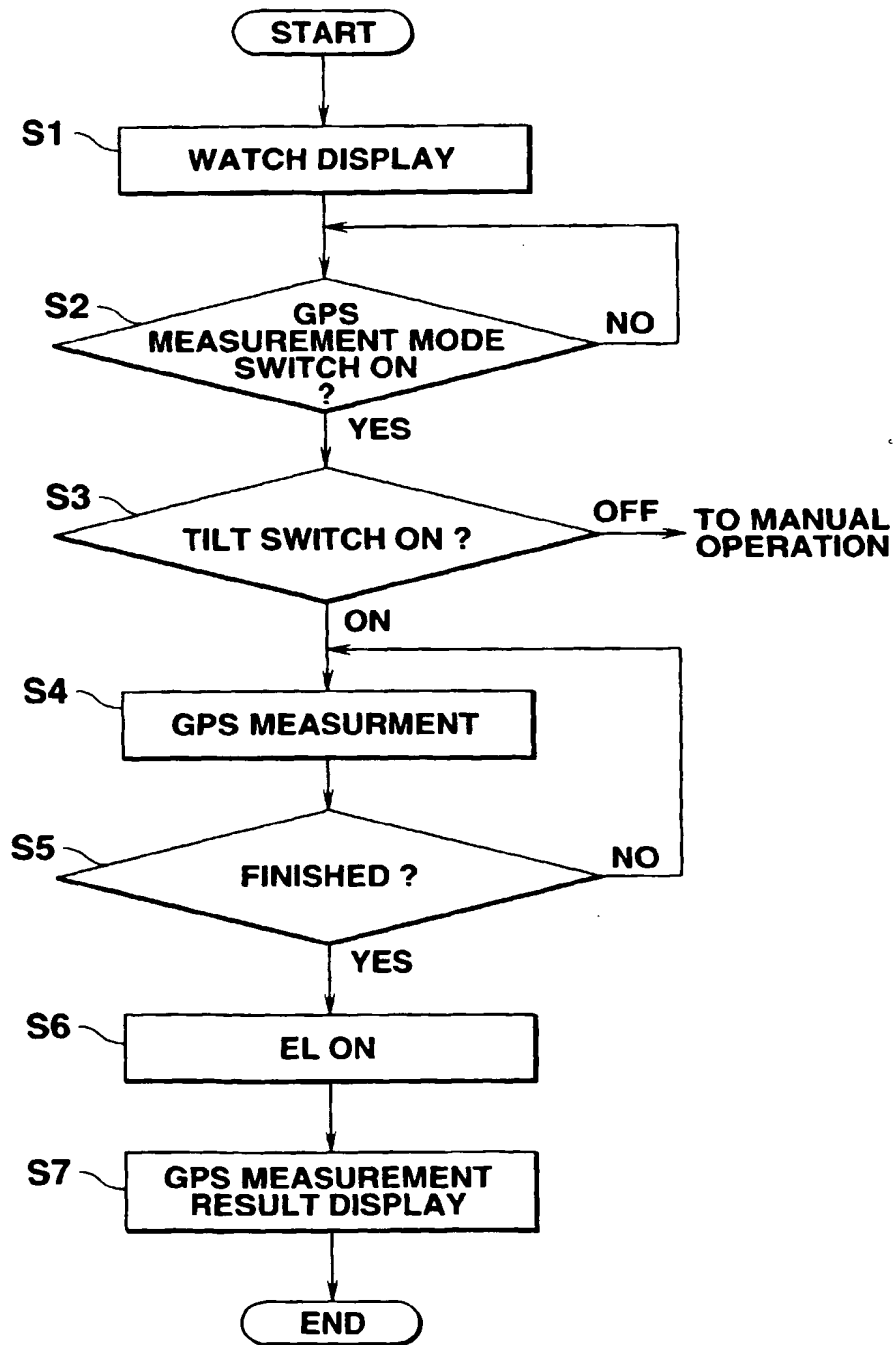 START
S1
WATCH DISPLAY
S2
GPS
MEASUREMENT MODE
SWITCH ON
?
NO
YES
S3
TILT SWITCH ON ?
OFF
TO MANUAL
OPERATION
ON
S4
GPS MEASURMENT
S5
FINISHED ?
NO
YES
S6
EL ON
S7
GPS MEASUREMENT
RESULT DISPLAY
END